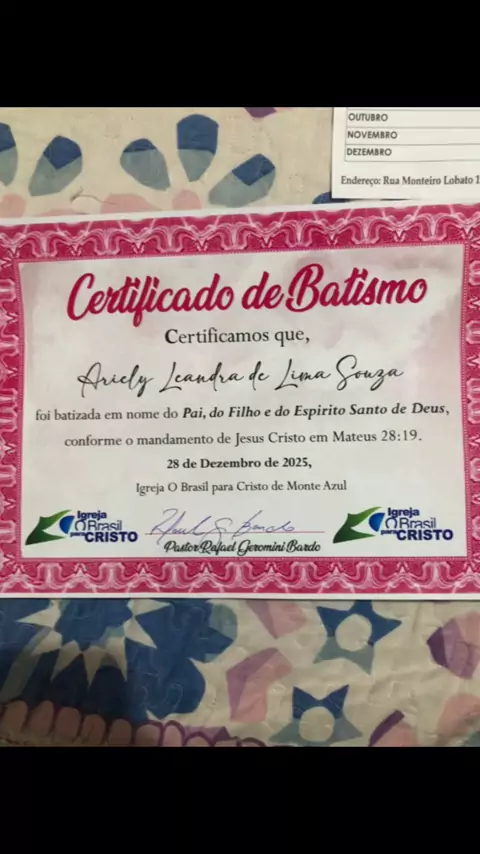 OUTUBRO
NOVEMBRO
DEZEMBRO
Endereço: Rua Monteiro Lobato 1
Certificado de Batismo
Certificamos que,
Ariely Leandra de Lima Souza
foi batizada em nome do Pai, do Filho e do Espirito Santo de Deus,
conforme o mandamento de Jesus Cristo em Mateus 28:19.
28 de Dezembro de 2025,
Igreja O Brasil para Cristo de Monte Azul
Igreja
O Brasil
para CRISTO
Pastor Rafael Geromini Bardo
Igreja
O Brasil
para CRISTO